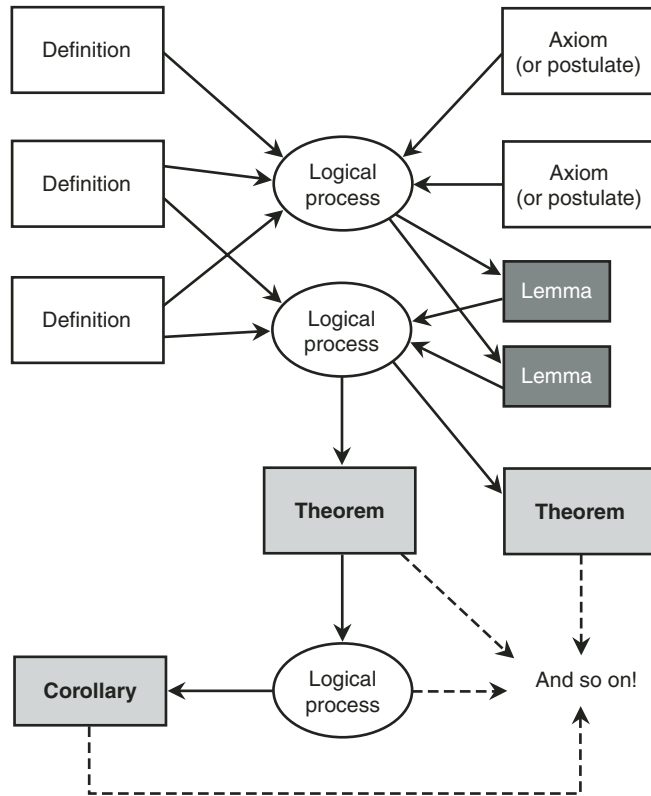 Definition
Axiom
(or postulate)
Definition
Logical
process
Axiom
(or postulate)
Definition
Logical
process
Lemma
Lemma
Theorem
Theorem
Corollary
Logical
process
And so on!